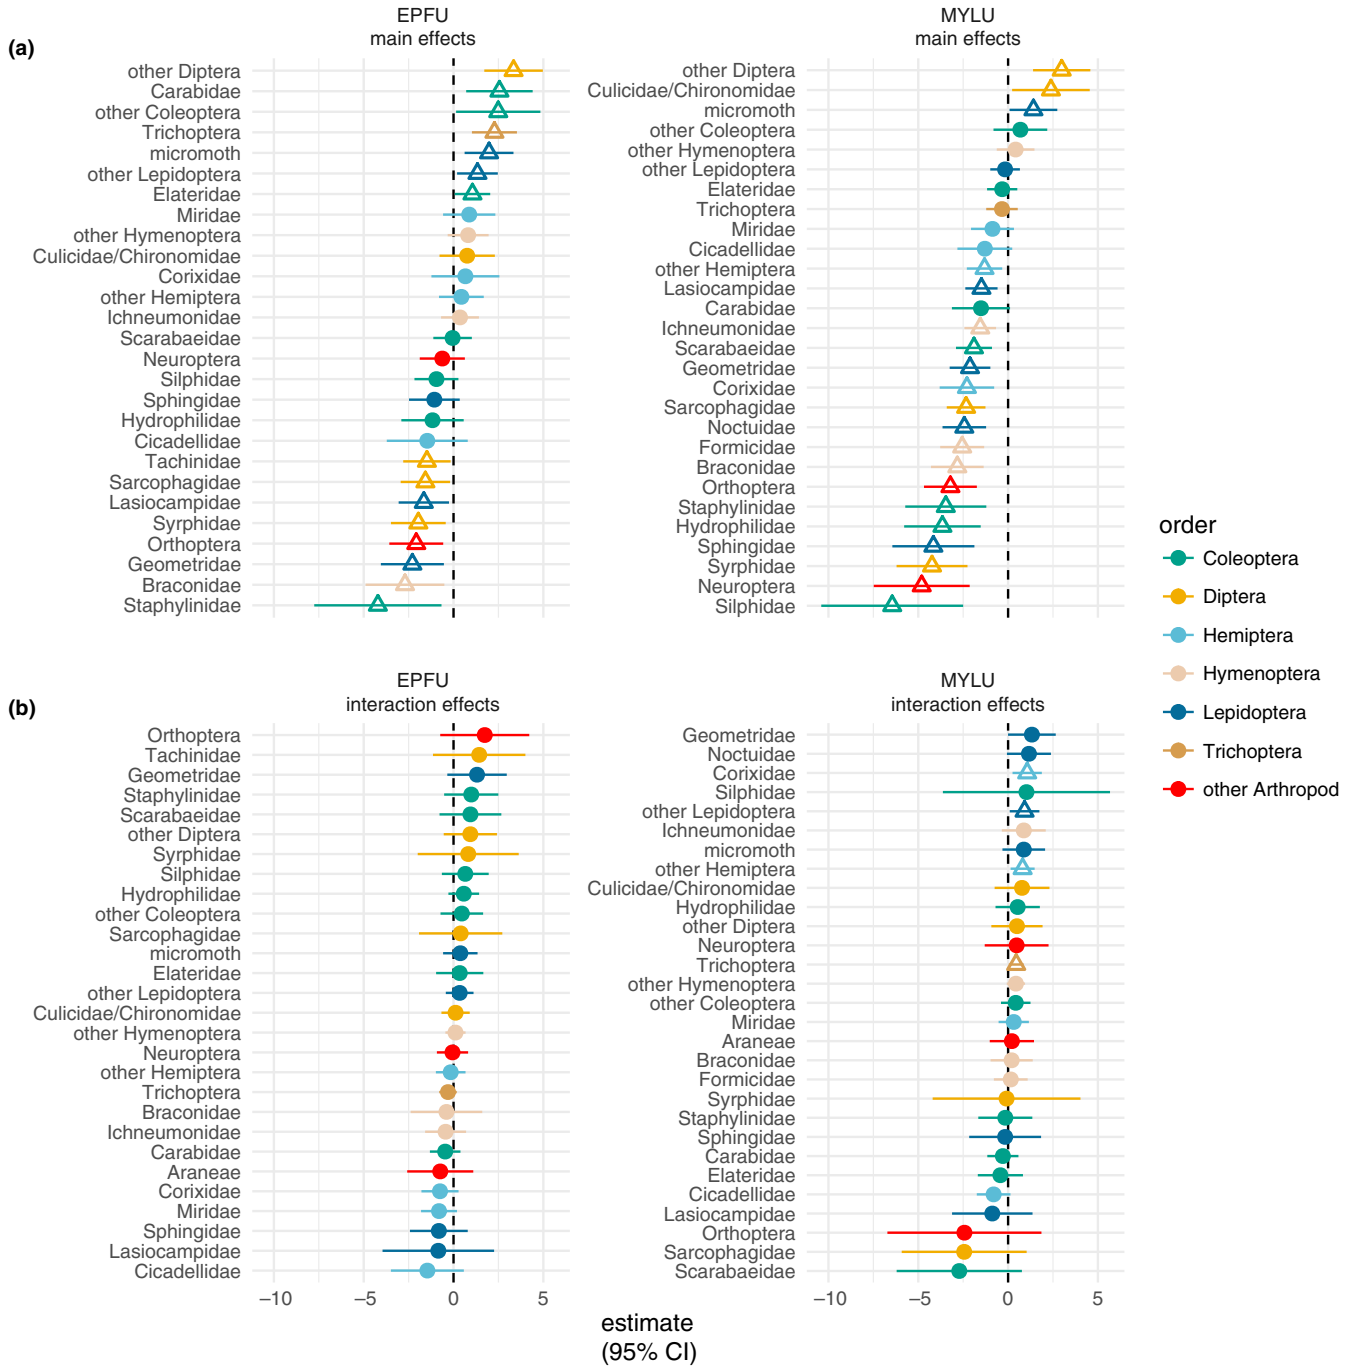 (a)
EPFU
main effects
other Diptera
Carabidae
other Coleoptera
Trichoptera
micromoth
other Lepidoptera
Elateridae
Miridae
other Hymenoptera
Culicidae/Chironomidae
Corixidae
other Hemiptera
Ichneumonidae
Scarabaeidae
Neuroptera
Silphidae
Sphingidae
Hydrophilidae
Cicadellidae
Tachinidae
Sarcophagidae
Lasiocampidae
Syrphidae
Orthoptera
Geometridae
Braconidae
Staphylinidae
MYLU
main effects
other Diptera
Culicidae/Chironomidae
micromoth
other Coleoptera
other Hymenoptera
other Lepidoptera
Elateridae
Trichoptera
Miridae
Cicadellidae
other Hemiptera
Lasiocampidae
Carabidae
Ichneumonidae
Scarabaeidae
Geometridae
Corixidae
Sarcophagidae
Noctuidae
Formicidae
Braconidae
Orthoptera
Staphylinidae
Hydrophilidae
Sphingidae
Syrphidae
Neuroptera
Silphidae
(b)
EPFU
interaction effects
Orthoptera
Tachinidae
Geometridae
Staphylinidae
Scarabaeidae
other Diptera
Syrphidae
Silphidae
Hydrophilidae
other Coleoptera
Sarcophagidae
micromoth
Elateridae
other Lepidoptera
Culicidae/Chironomidae
other Hymenoptera
Neuroptera
other Hemiptera
Trichoptera
Braconidae
Ichneumonidae
Carabidae
Araneae
Corixidae
Miridae
Sphingidae
Lasiocampidae
Cicadellidae
−10 −5 0 5
MYLU
interaction effects
Geometridae
Noctuidae
Corixidae
Silphidae
other Lepidoptera
Ichneumonidae
micromoth
other Hemiptera
Culicidae/Chironomidae
Hydrophilidae
other Diptera
Neuroptera
Trichoptera
other Hymenoptera
other Coleoptera
Miridae
Araneae
Braconidae
Formicidae
Syrphidae
Staphylinidae
Sphingidae
Carabidae
Elateridae
Cicadellidae
Lasiocampidae
Orthoptera
Sarcophagidae
Scarabaeidae
−10 −5 0 5
estimate
(95% CI)
order
Coleoptera
Diptera
Hemiptera
Hymenoptera
Lepidoptera
Trichoptera
other Arthropod